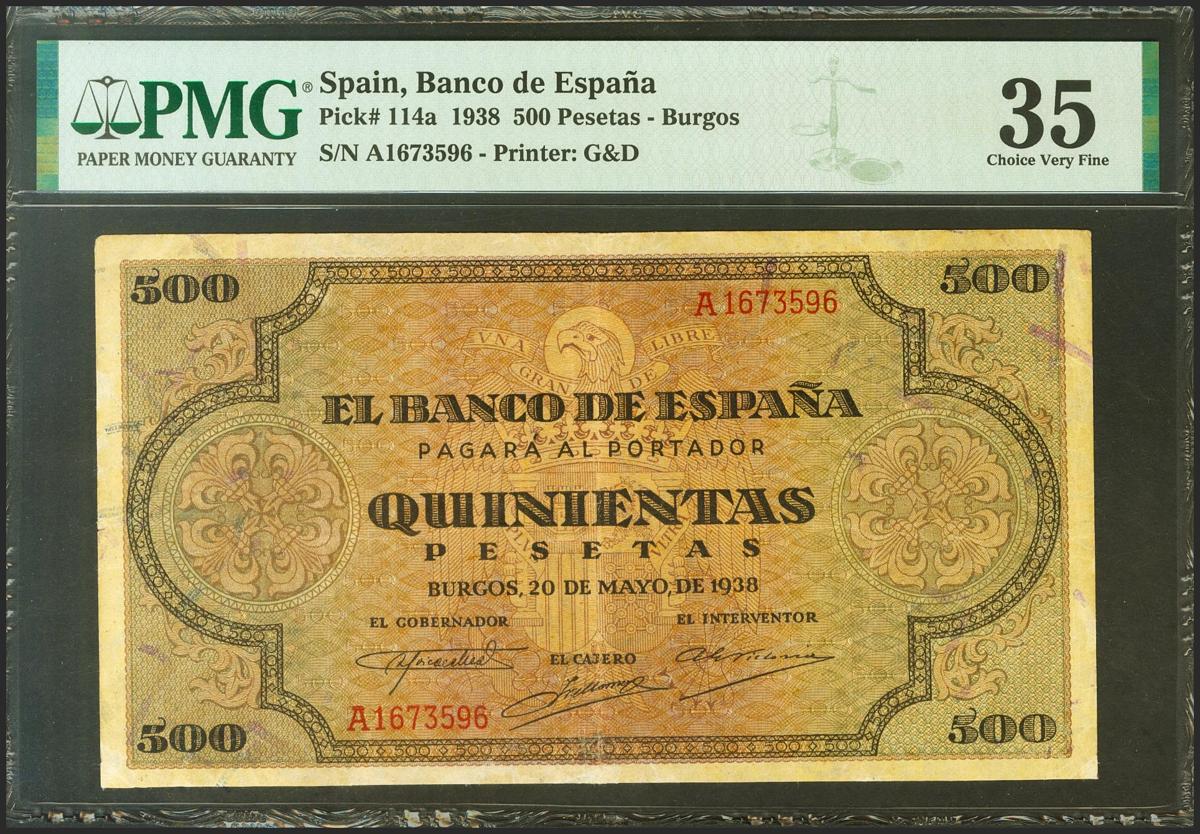 PMG®
PAPER MONEY GUARANTY
Spain, Banco de España
Pick# 114a 1938 500 Pesetas - Burgos
S/N A1673596 - Printer: G&D
35
Choice Very Fine
500
500
A1673596
VNA GRANDE LIBRE
EL BANCO DE ESPAÑA
PAGARÁ AL PORTADOR
QUINIENTAS
PESETAS
BURGOS, 20 DE MAYO, DE 1938
EL GOBERNADOR
EL INTERVENTOR
EL CAJERO
A1673596
500
500